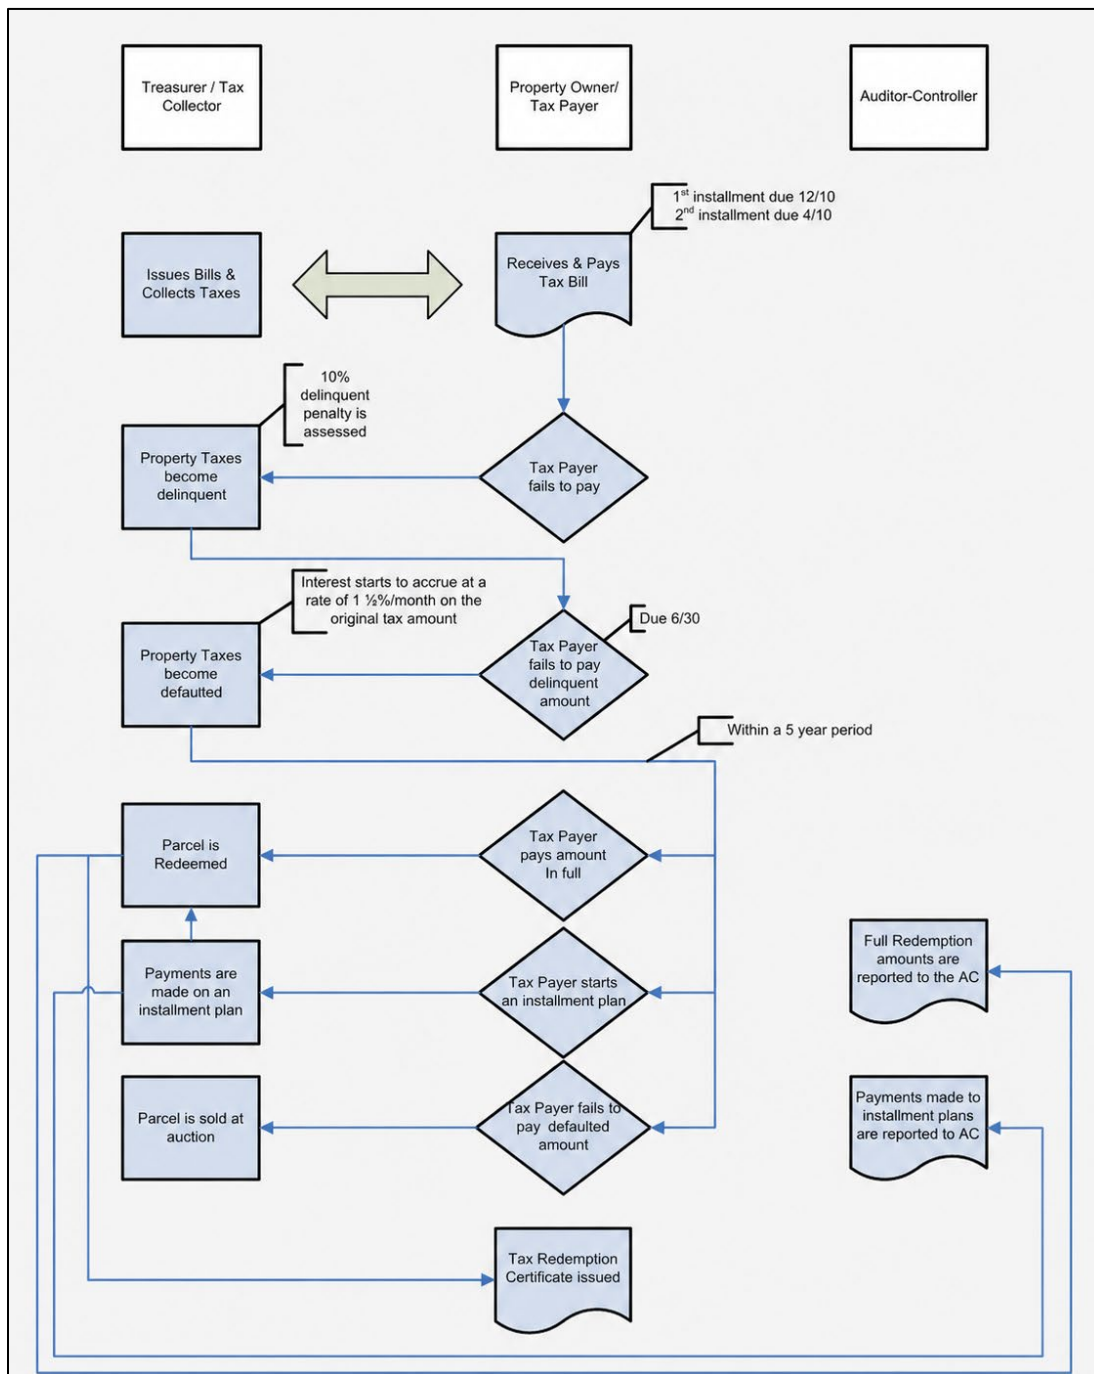 Treasurer / Tax
Collector
Property Owner/
Tax Payer
Auditor-Controller
1st installment due 12/10
2nd installment due 4/10
Issues Bills &
Collects Taxes
Receives & Pays
Tax Bill
10%
delinquent
penalty is
assessed
Property Taxes
become
delinquent
Tax Payer
fails to pay
Interest starts to accrue at a
rate of 1 ½%/month on the
original tax amount
Due 6/30
Property Taxes
become
defaulted
Tax Payer
fails to pay
delinquent
amount
Within a 5 year period
Parcel is
Redeemed
Tax Payer
pays amount
In full
Payments are
made on an
installment plan
Tax Payer starts
an installment plan
Full Redemption
amounts are
reported to the AC
Parcel is sold at
auction
Tax Payer fails to
pay defaulted
amount
Payments made to
installment plans
are reported to AC
Tax Redemption
Certificate issued